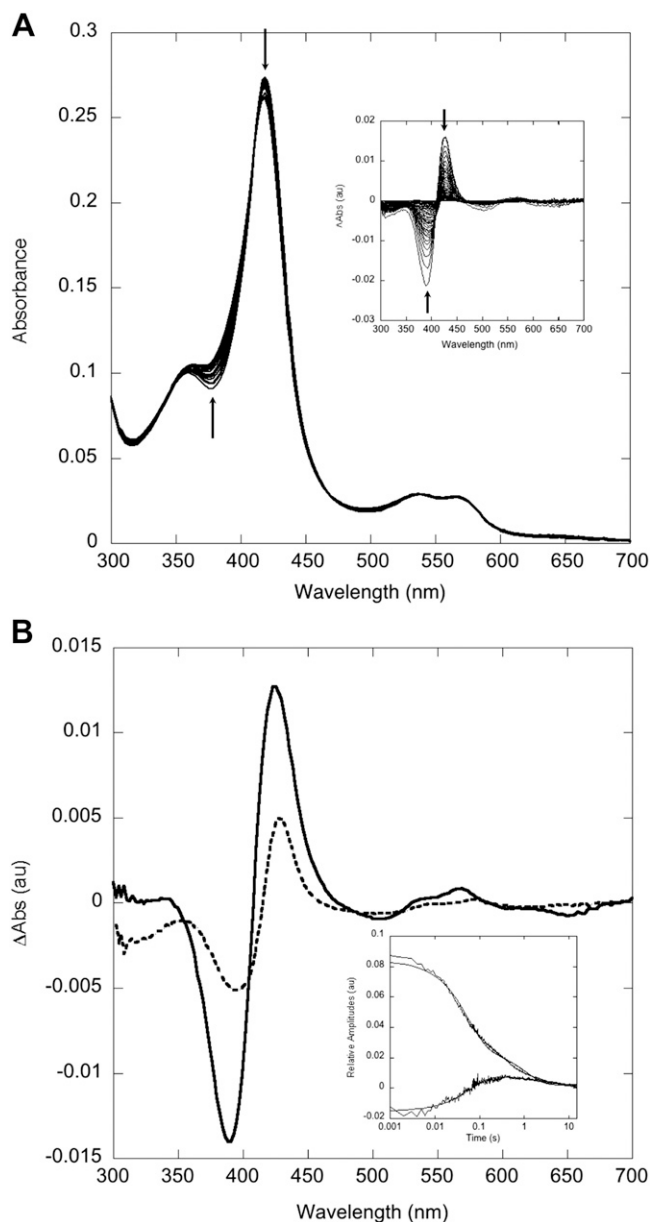 A
0.3
0.25
0.2
0.15
0.1
0.05
0
Absorbance
300 350 400 450 500 550 600 650 700
Wavelength (nm)
0.02
0.01
0
-0.01
-0.02
-0.03
ΛAbs (au)
300 350 400 450 500 550 600 650 700
Wavelength (nm)
B
0.015
0.01
0.005
0
-0.005
-0.01
-0.015
ΔAbs (au)
300 350 400 450 500 550 600 650 700
Wavelength (nm)
0.1
0.08
0.06
0.04
0.02
0
-0.02
Relative Amplitudes (au)
0.001 0.01 0.1 1 10
Time (s)